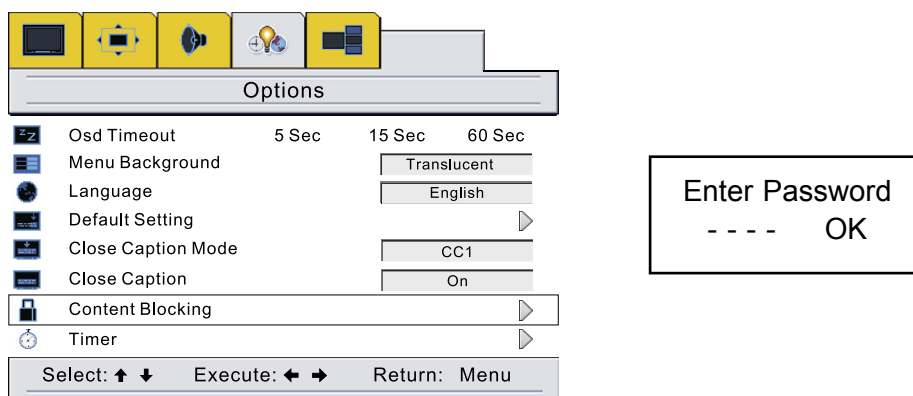 Options
Osd Timeout 5 Sec 15 Sec 60 Sec
Menu Background Translucent
Language English
Default Setting
Close Caption Mode CC1
Close Caption On
Content Blocking
Timer
Select: ↑ ↓ Execute: ← → Return: Menu
Enter Password
- - - - OK